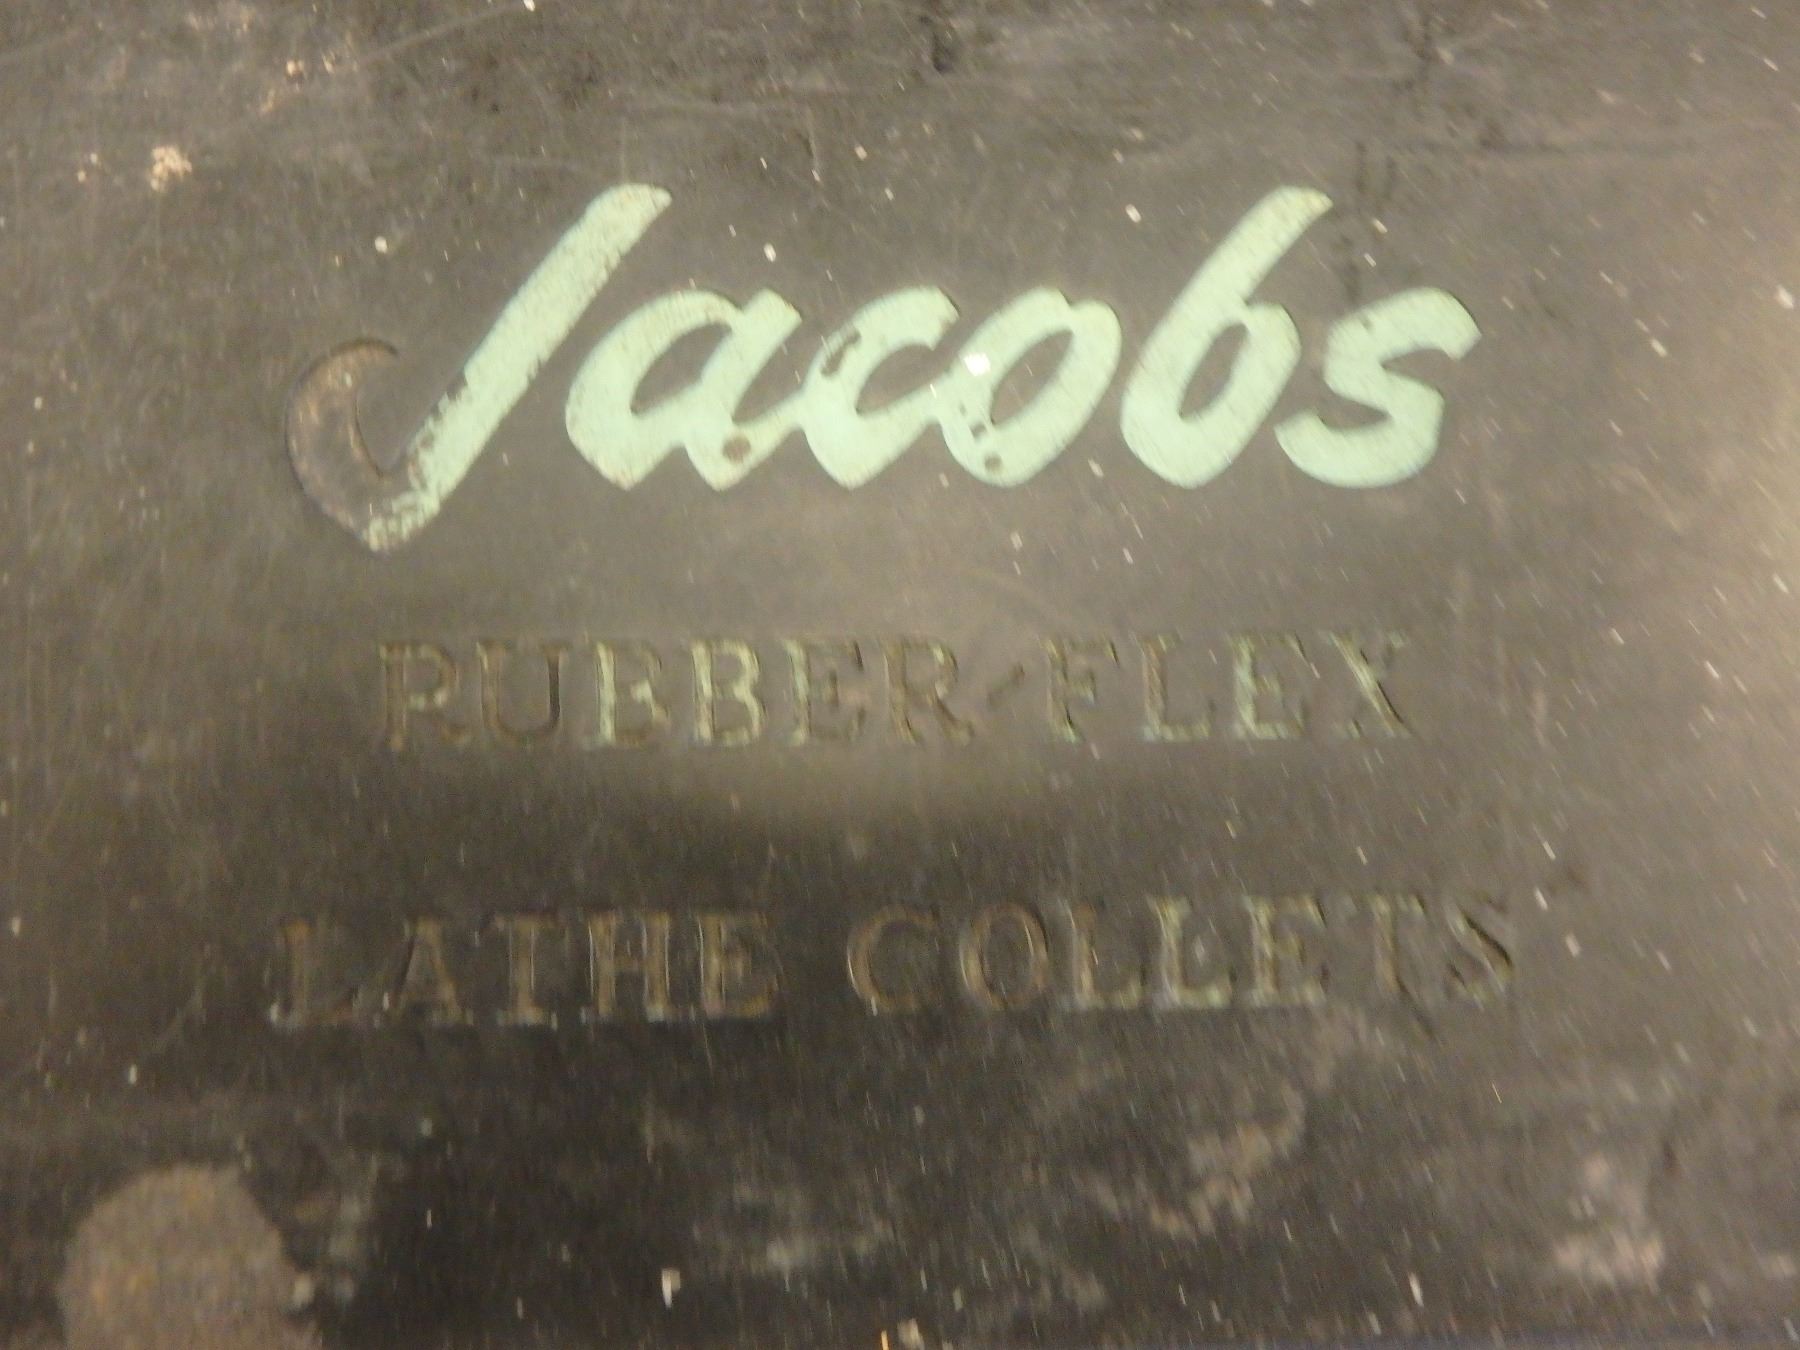 Jacobs
RUBBER-FLEX
LATHE COLLETS